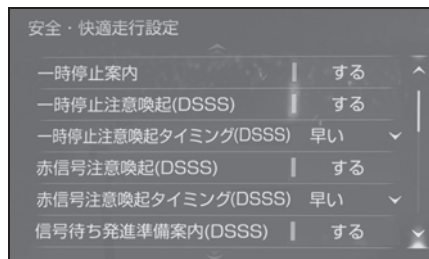 安全・快適走行設定
一時停止案内 する
一時停止注意喚起(DSSS) する
一時停止注意喚起タイミング(DSSS) 早い
赤信号注意喚起(DSSS) する
赤信号注意喚起タイミング(DSSS) 早い
信号待ち発進準備案内(DSSS) する